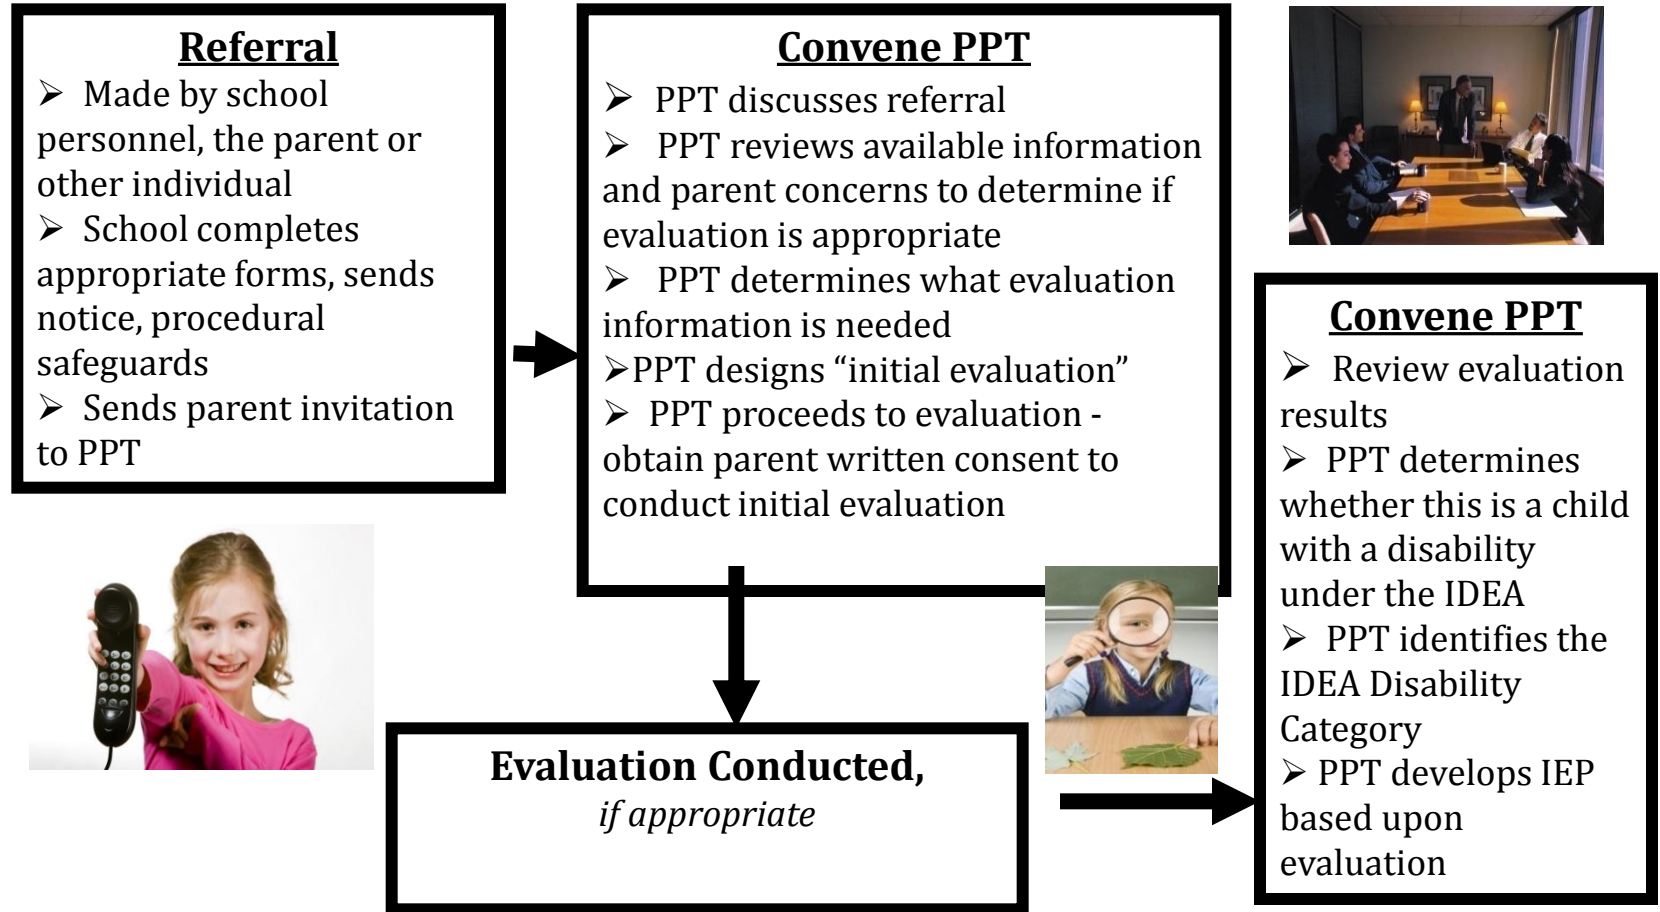 Referral
➢ Made by school
personnel, the parent or
other individual
➢ School completes
appropriate forms, sends
notice, procedural
safeguards
➢ Sends parent invitation
to PPT
Convene PPT
➢ PPT discusses referral
➢ PPT reviews available information
and parent concerns to determine if
evaluation is appropriate
➢ PPT determines what evaluation
information is needed
➢PPT designs “initial evaluation”
➢ PPT proceeds to evaluation -
obtain parent written consent to
conduct initial evaluation
Evaluation Conducted,
if appropriate
Convene PPT
➢ Review evaluation
results
➢ PPT determines
whether this is a child
with a disability
under the IDEA
➢ PPT identifies the
IDEA Disability
Category
➢ PPT develops IEP
based upon
evaluation